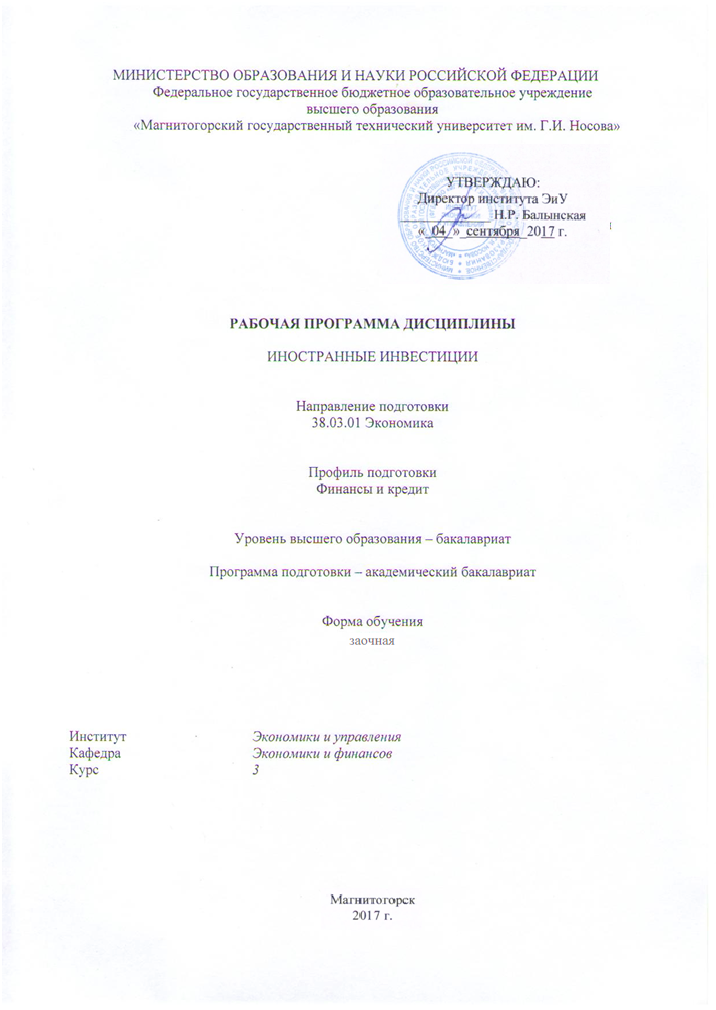 МИНИСТЕРСТВО ОБРАЗОВАНИЯ И НАУКИ РОССИЙСКОЙ ФЕДЕРАЦИИ
Федеральное государственное бюджетное образовательное учреждение
высшего образования
«Магнитогорский государственный технический университет им. Г.И. Носова»
УТВЕРЖДАЮ:
Директор института ЭиУ
Н.Р. Балынская
« 04 » сентября 2017 г.
РАБОЧАЯ ПРОГРАММА ДИСЦИПЛИНЫ
ИНОСТРАННЫЕ ИНВЕСТИЦИИ
Направление подготовки
38.03.01 Экономика
Профиль подготовки
Финансы и кредит
Уровень высшего образования – бакалавриат
Программа подготовки – академический бакалавриат
Форма обучения
заочная
Институт Экономики и управления
Кафедра Экономики и финансов
Курс 3
Магнитогорск
2017 г.